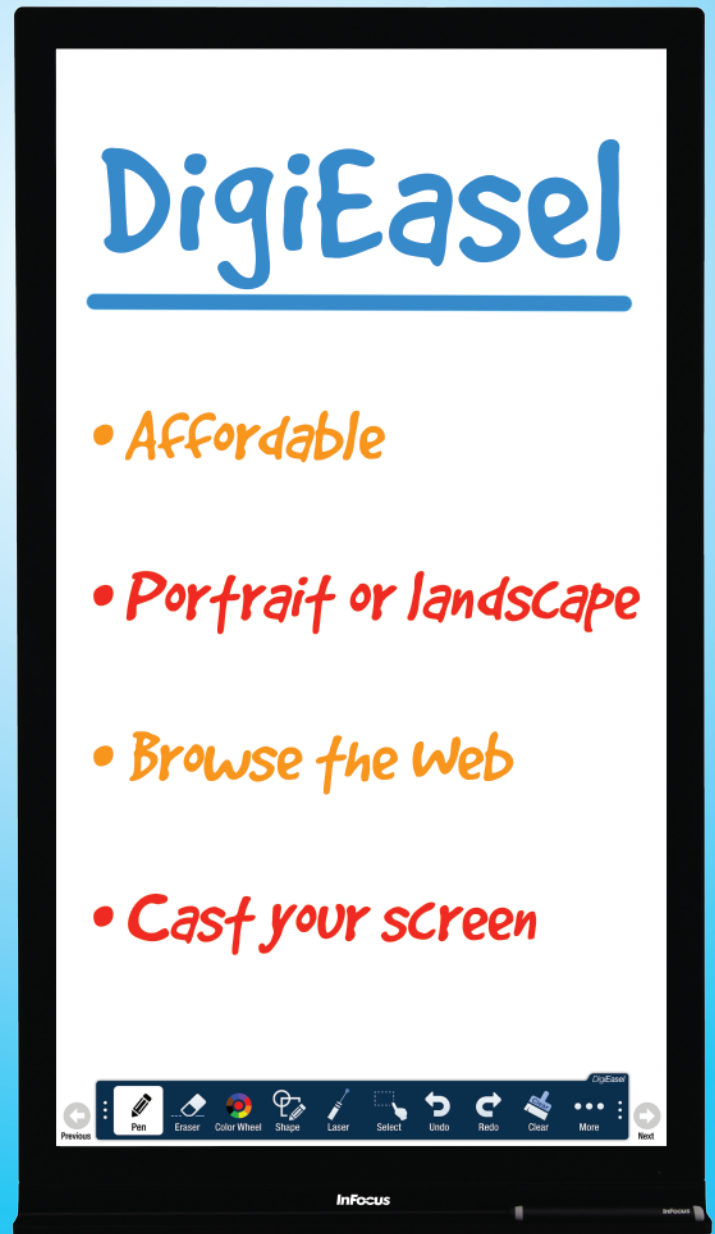 DigiEasel
• Affordable
• Portrait or landscape
• Browse the Web
• Cast your screen
DigiEasel
Previous Pen Eraser Color Wheel Shape Laser Select Undo Redo Clear More Next
InFocus
InFocus